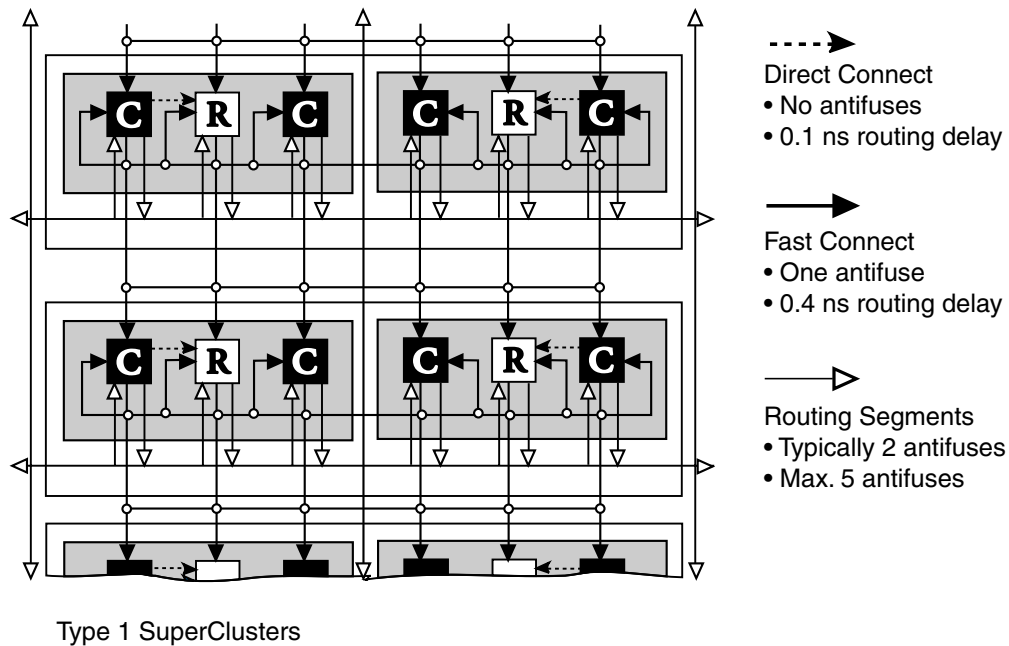 C R C C R C
Direct Connect
• No antifuses
• 0.1 ns routing delay
Fast Connect
• One antifuse
• 0.4 ns routing delay
C R C C R C
Routing Segments
• Typically 2 antifuses
• Max. 5 antifuses
Type 1 SuperClusters